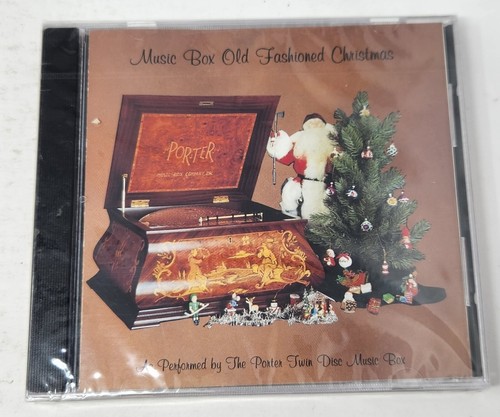 Music Box Old Fashioned Christmas
PORTER
As Performed by The Porter Twin Disc Music Box